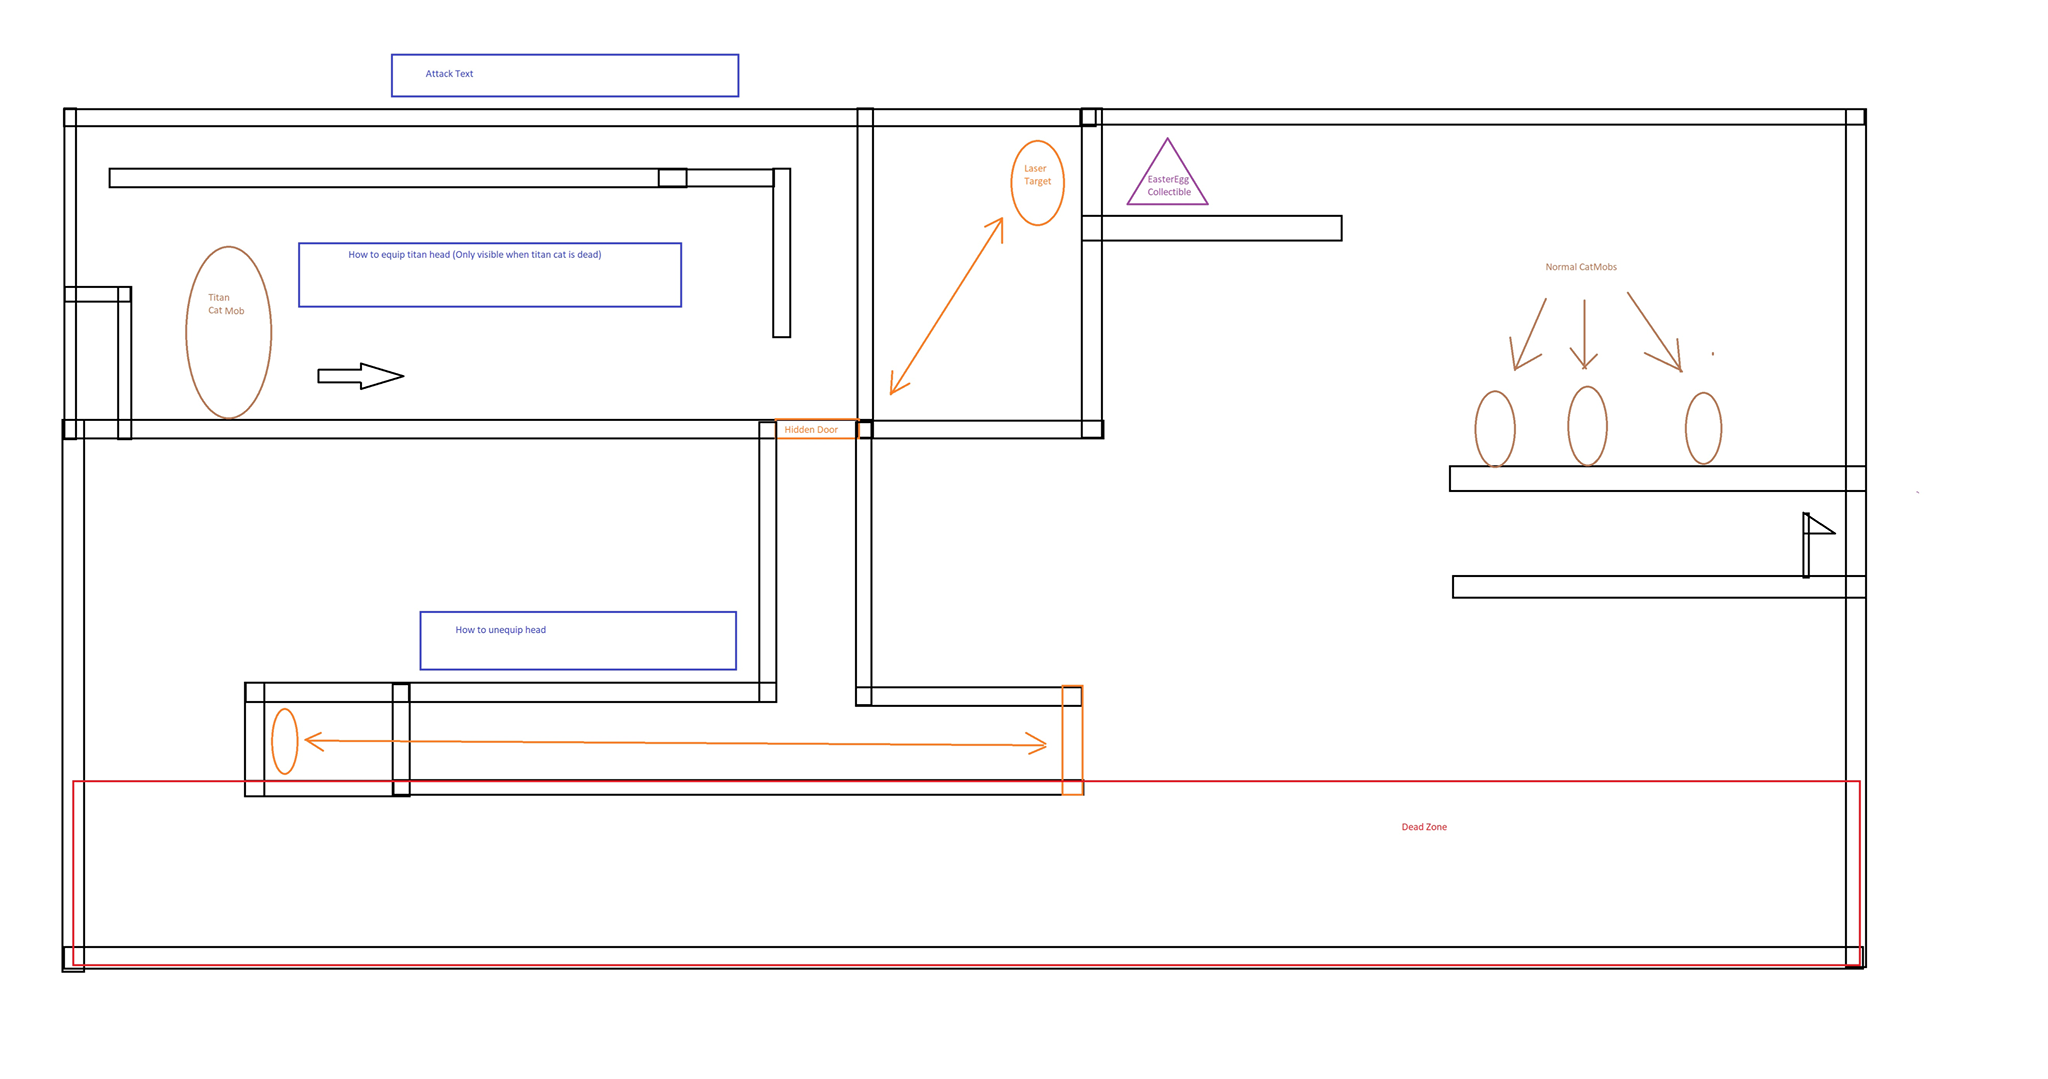 Attack Text
Laser
Target
EasterEgg
Collectible
How to equip titan head (Only visible when titan cat is dead)
Normal CatMobs
Titan
Cat Mob
Hidden Door
How to unequip head
Dead Zone